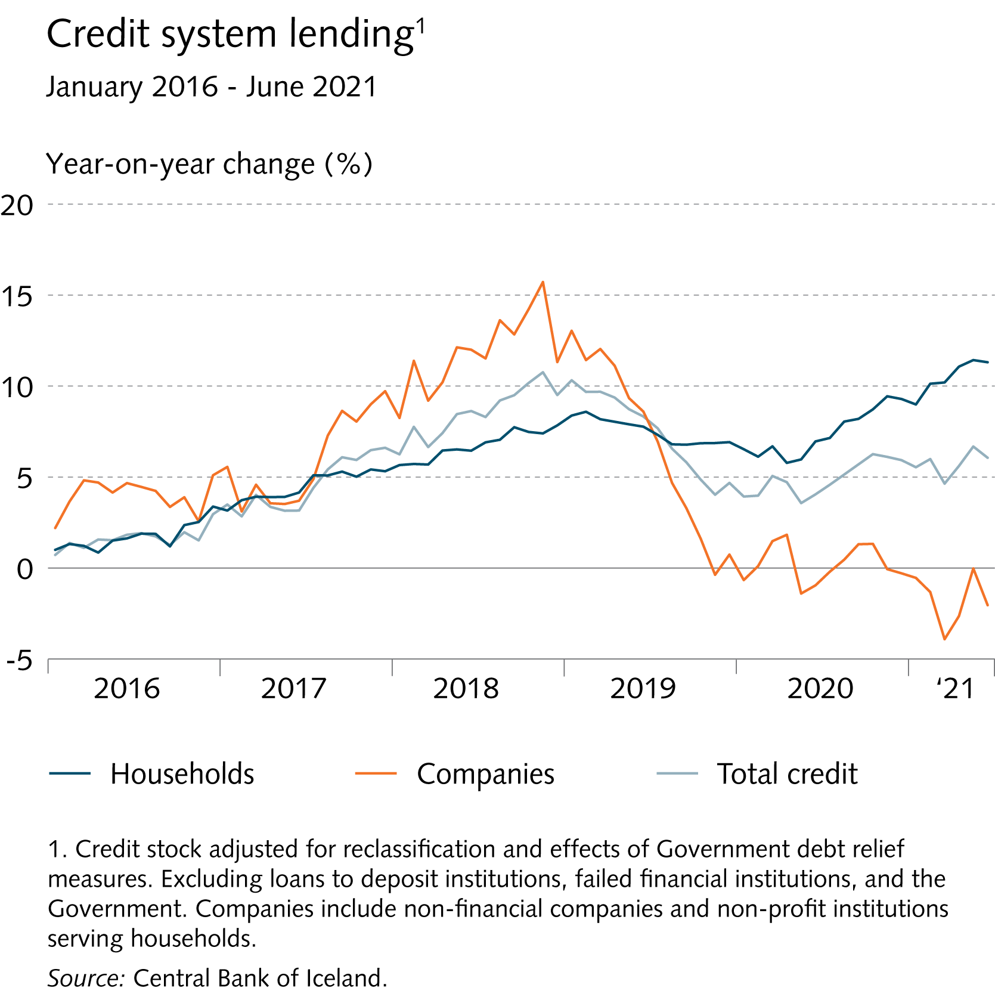 Credit system lending¹
January 2016 - June 2021
Year-on-year change (%)
20
15
10
5
0
-5
2016 2017 2018 2019 2020 ‘21
Households Companies Total credit
1. Credit stock adjusted for reclassification and effects of Government debt relief
measures. Excluding loans to deposit institutions, failed financial institutions, and the
Government. Companies include non-financial companies and non-profit institutions
serving households.
Source: Central Bank of Iceland.